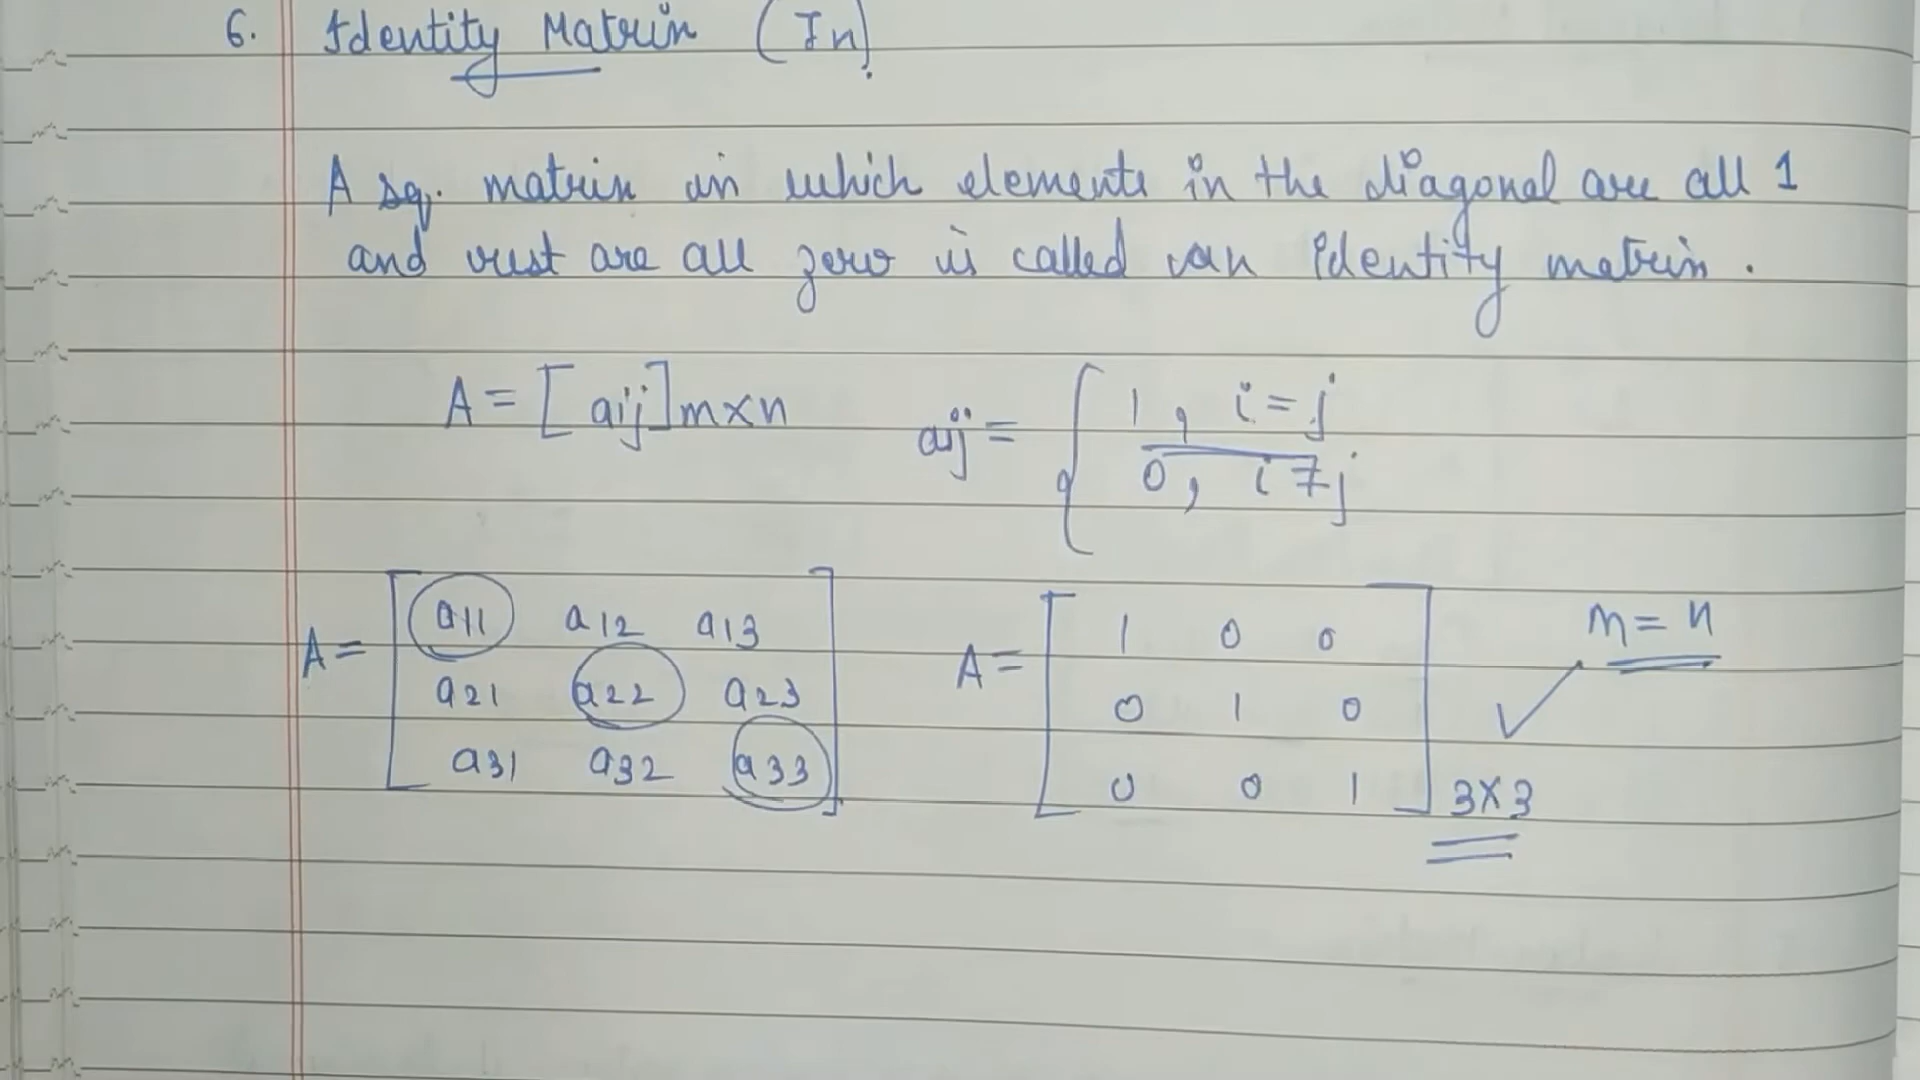 6. Identity Matrix (In)
A sq. matrix in which elements in the diagonal are all 1
and rest are all zero is called an identity matrix.
A = [aij]m×n aij = { 1, i = j
0, i ≠ j
A = [ a11 a12 a13 A = [ 1 0 0 m = n
a21 a22 a23 0 1 0 ✓
a31 a32 a33 ] 0 0 1 ] 3×3